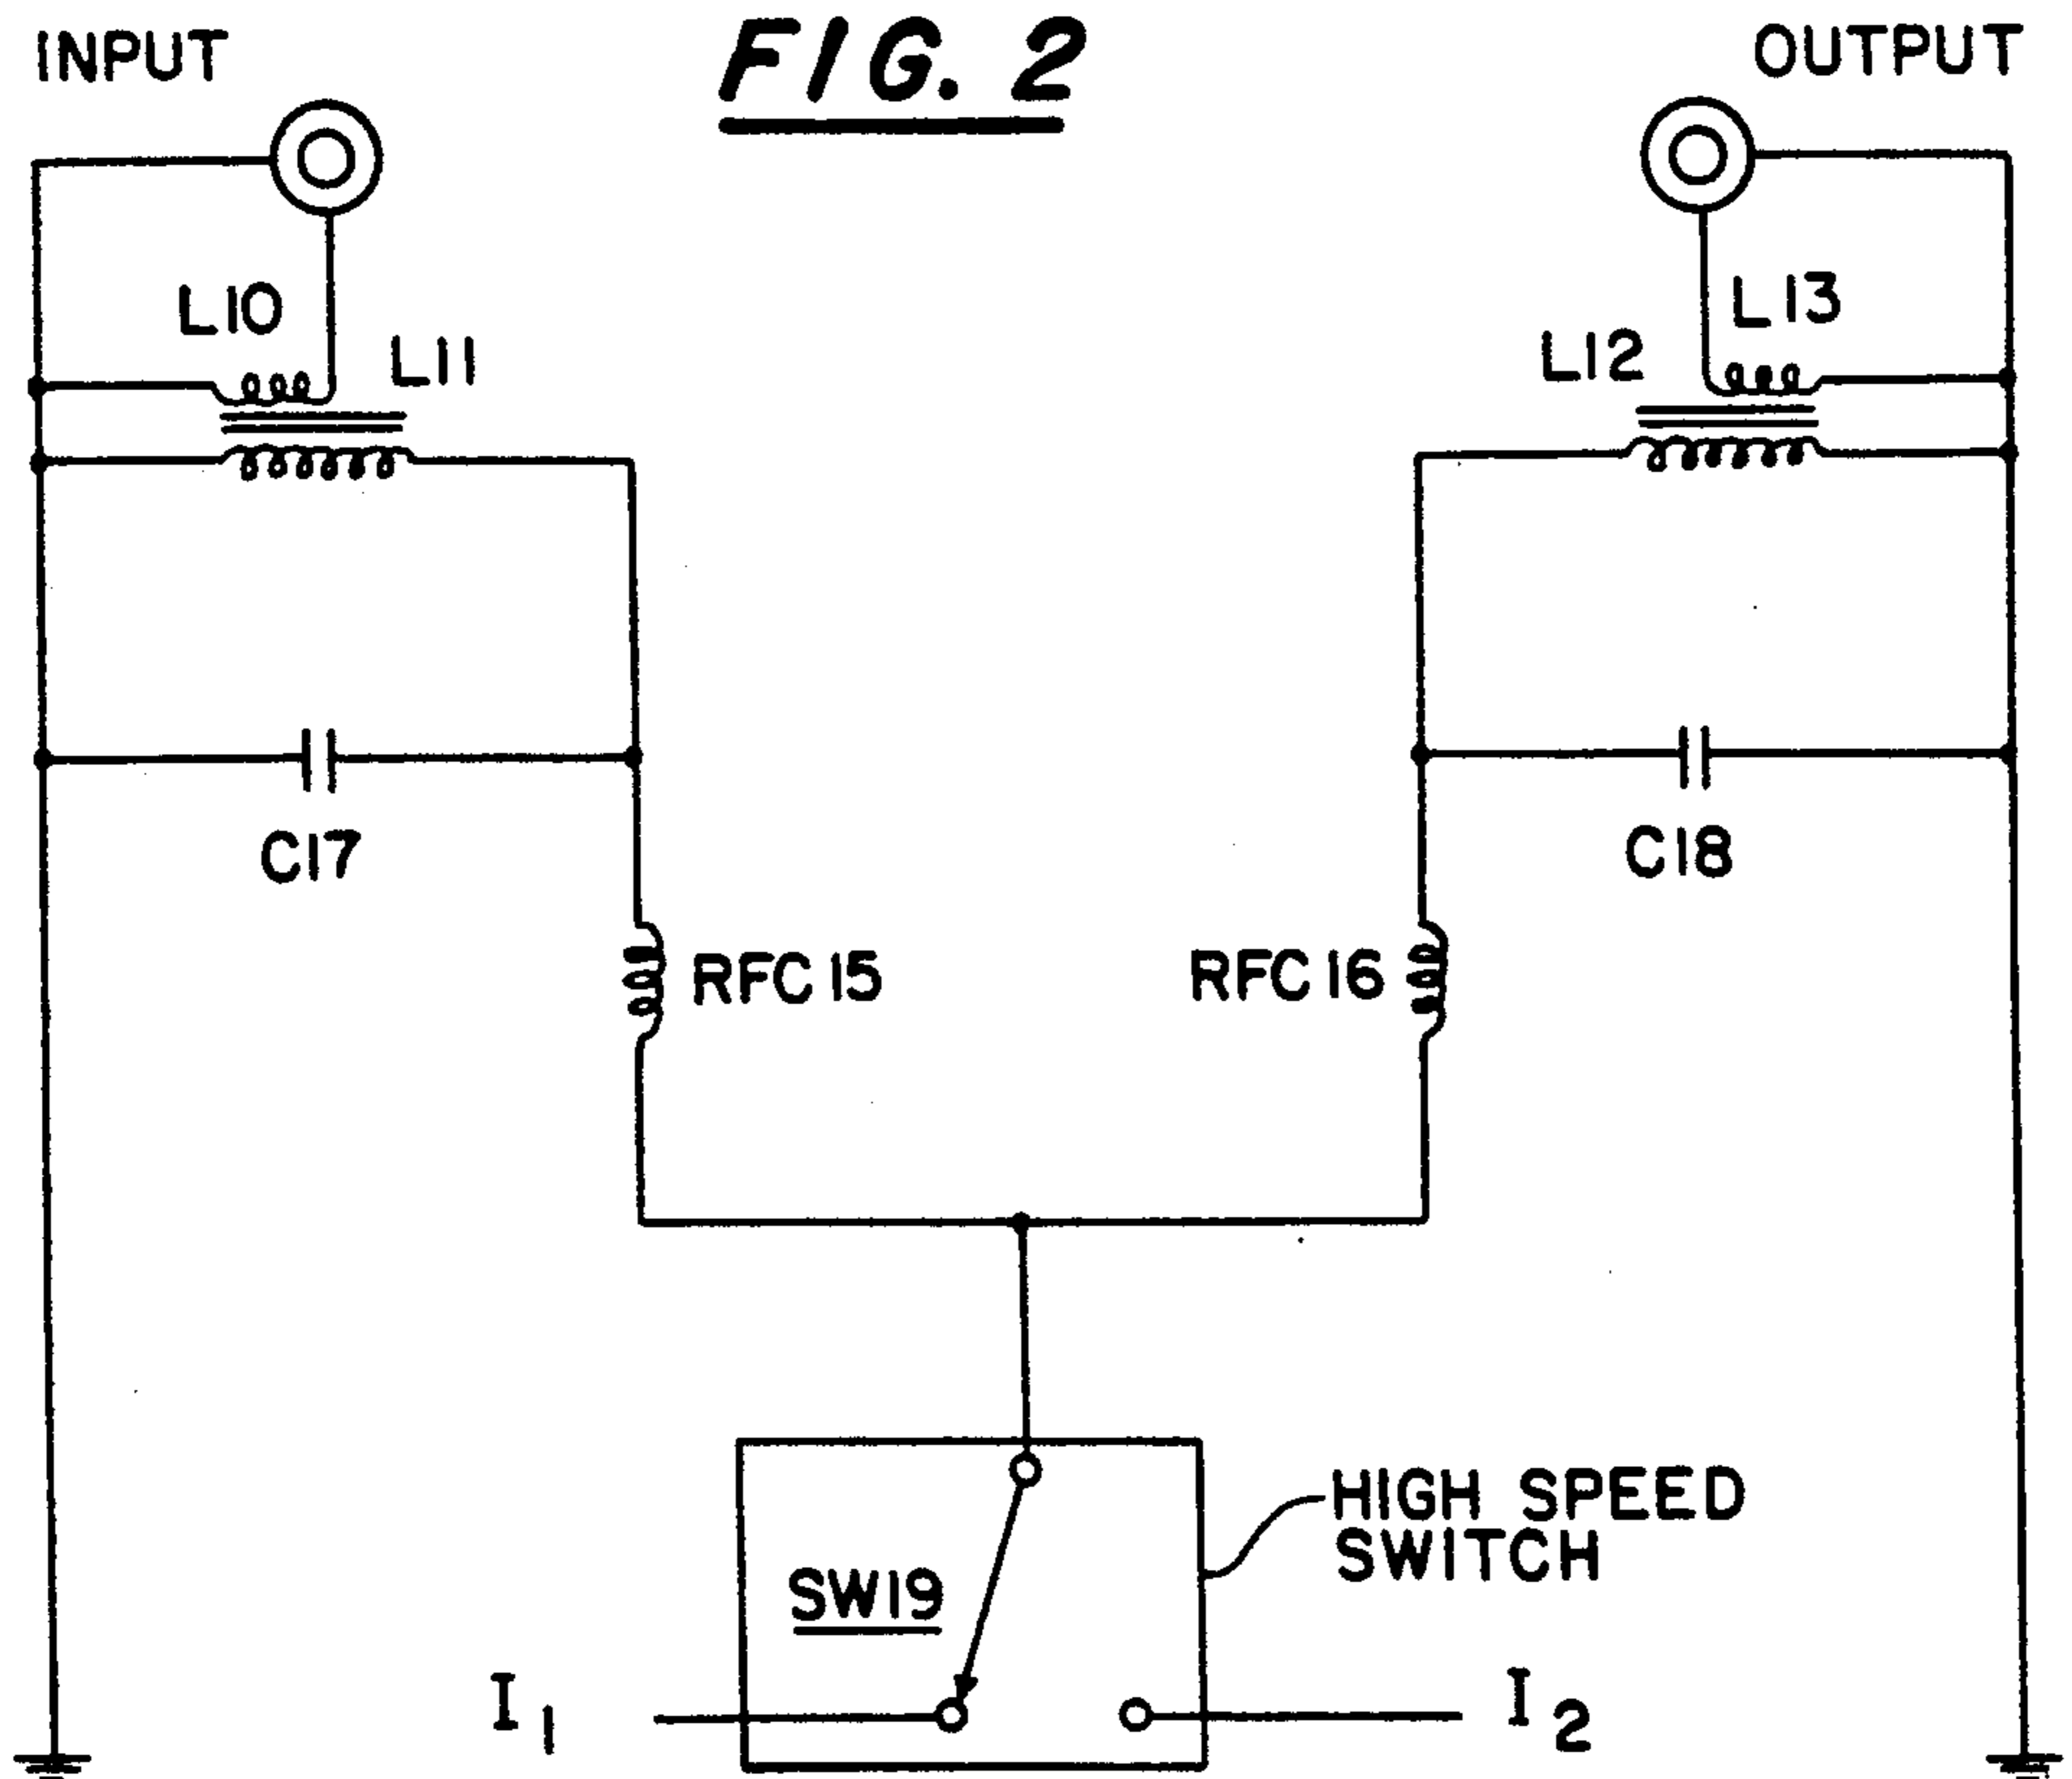 INPUT
FIG. 2
OUTPUT
L10
L11
L12
L13
C17
C18
RFC 15
RFC 16
HIGH SPEED
SWITCH
SW19
I1
I2